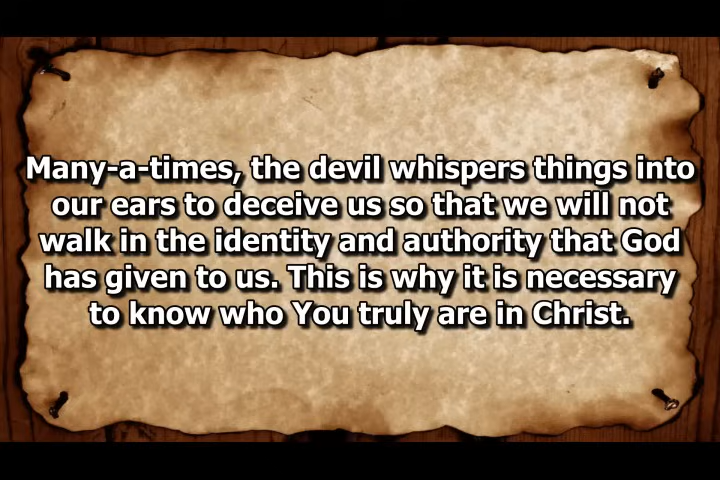 Many-a-times, the devil whispers things into
our ears to deceive us so that we will not
walk in the identity and authority that God
has given to us. This is why it is necessary
to know who You truly are in Christ.